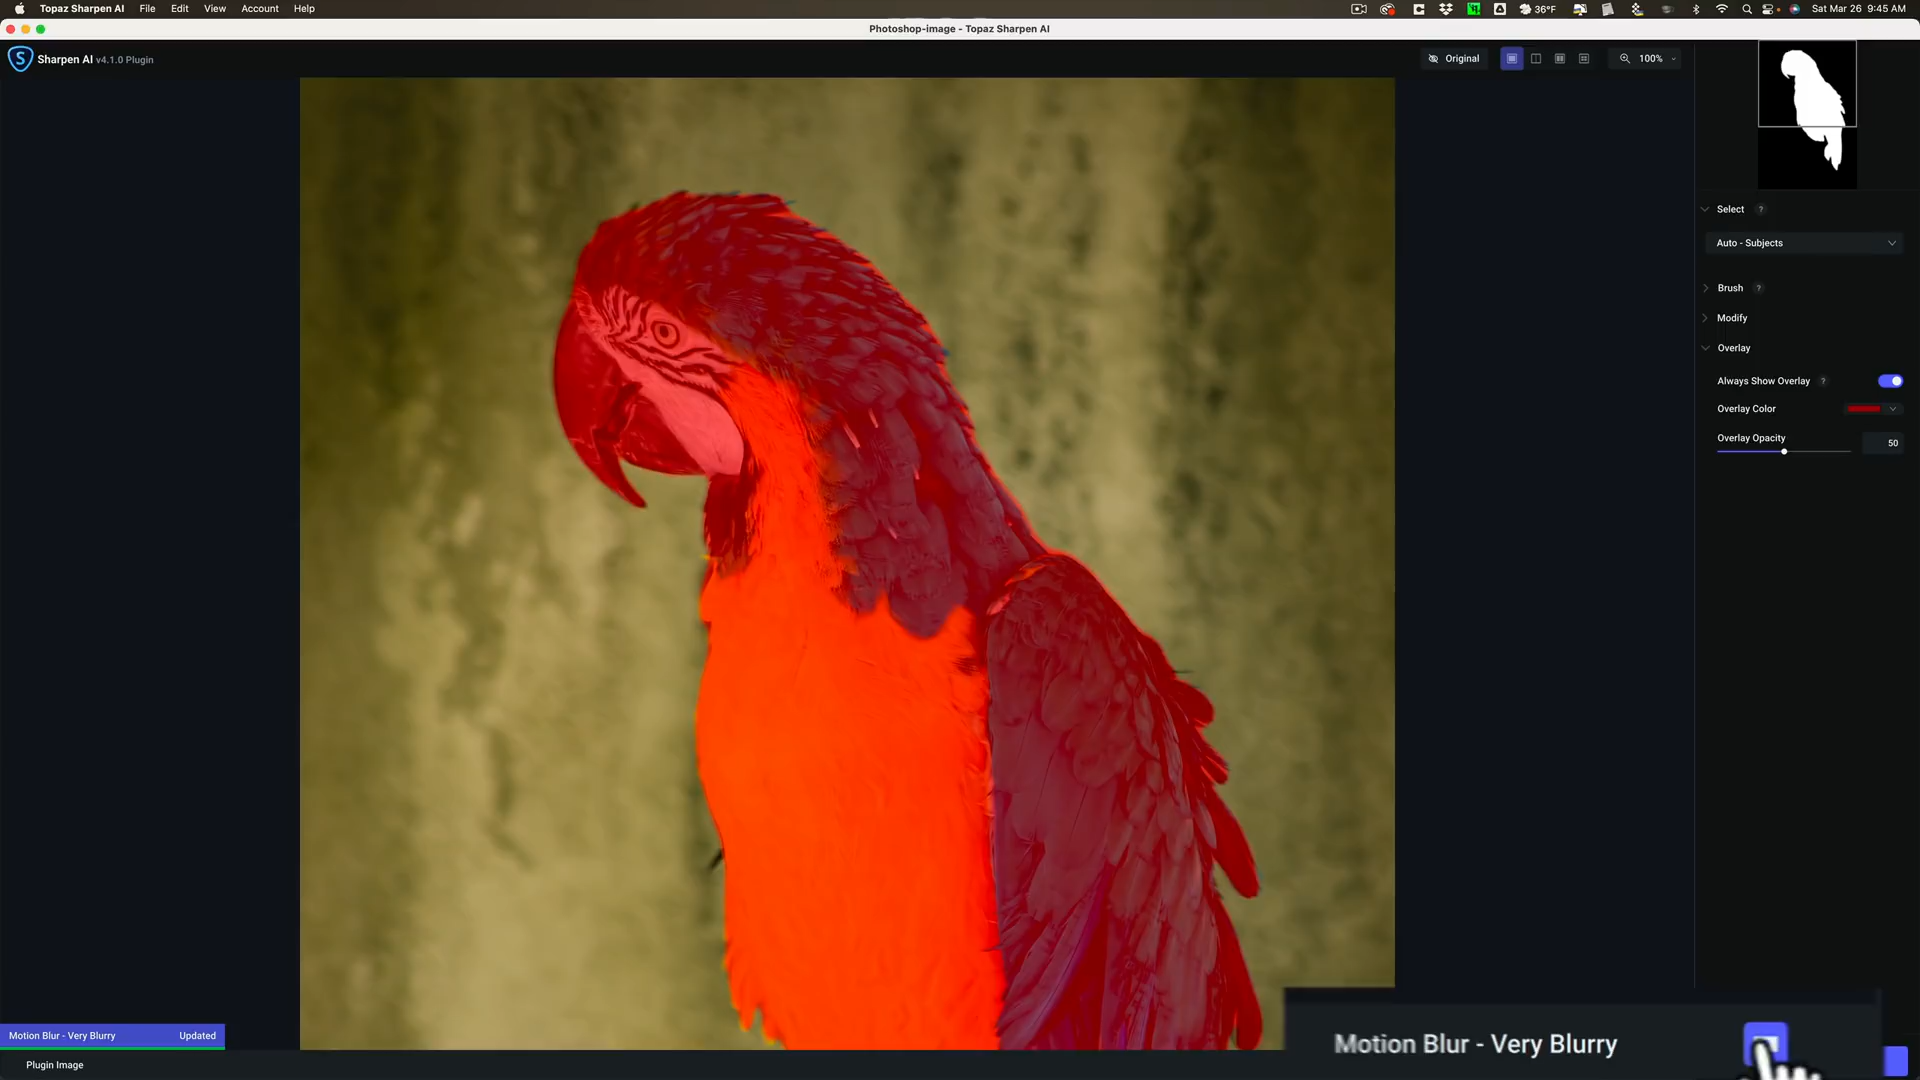 Topaz Sharpen AI File Edit View Account Help
36°F Sat Mar 26 9:45 AM
Photoshop-image - Topaz Sharpen AI
Sharpen AI v4.1.0 Plugin
Original
100%
Select ?
Auto - Subjects
Brush ?
Modify
Overlay
Always Show Overlay ?
Overlay Color
Overlay Opacity
50
Motion Blur - Very Blurry Updated
Motion Blur - Very Blurry
Plugin Image